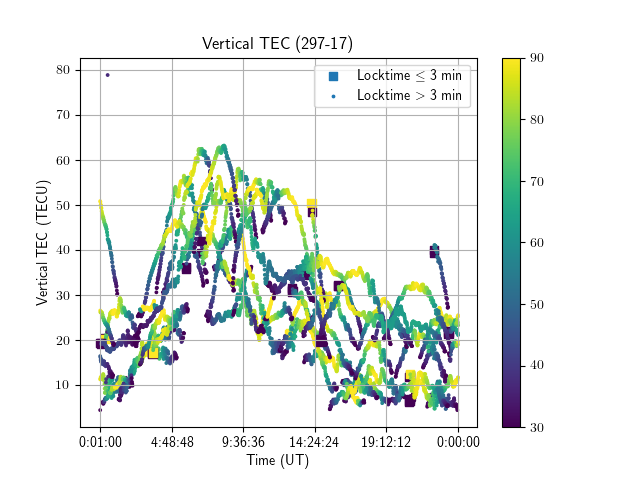 Vertical TEC (297-17)
Locktime ≤ 3 min
Locktime > 3 min
Vertical TEC (TECU)
80
70
60
50
40
30
20
10
0:01:00 4:48:48 9:36:36 14:24:24 19:12:12 0:00:00
Time (UT)
90
80
70
60
50
40
30